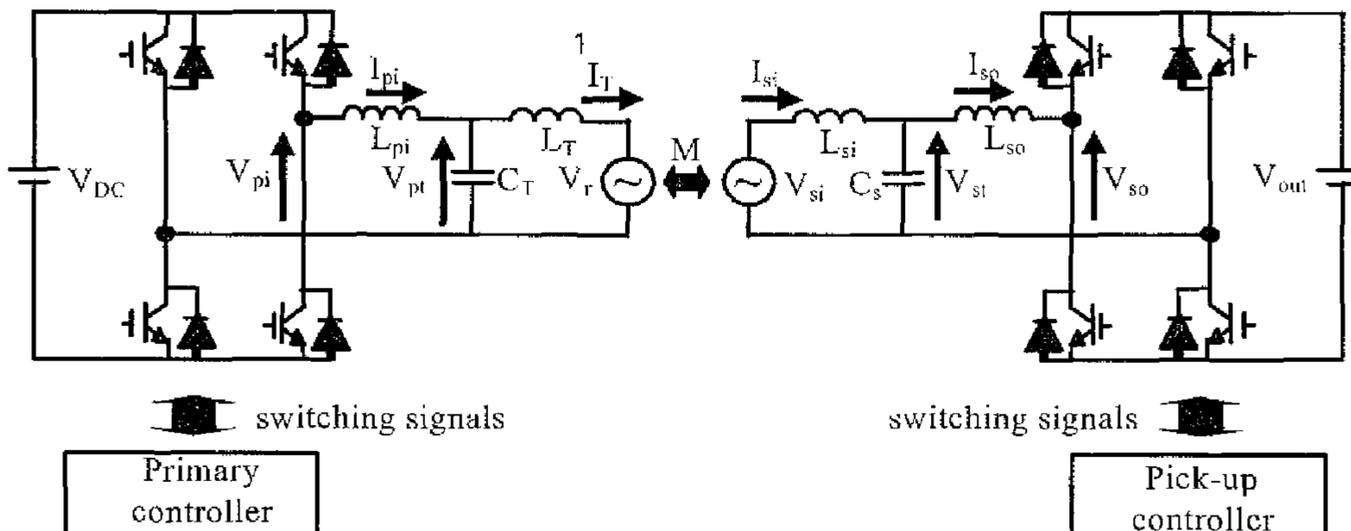 1
I_pi
I_T
I_si
I_so
L_pi
L_T
L_si
L_so
V_DC
V_pi
V_pt
C_T
V_r
M
V_si
C_s
V_st
V_so
V_out
switching signals
switching signals
Primary
controller
Pick-up
controller